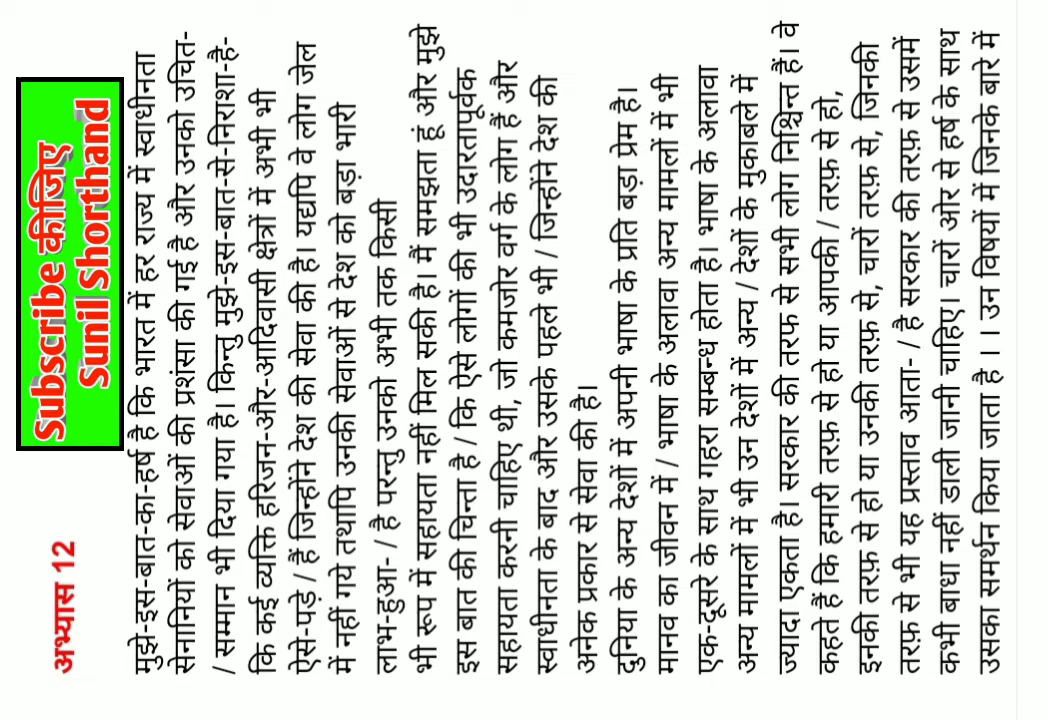 अभ्यास 12
Subscribe कीजिए
Sunil Shorthand
मुझे-इस-बात-का-हर्ष है कि भारत में हर राज्य में स्वाधीनता
सेनानियों को सेवाओं की प्रशंसा की गई है और उनको उचित-
/ सम्मान भी दिया गया है। किन्तु मुझे-इस-बात-से-निराशा-है-
कि कई व्यक्ति हरिजन-और-आदिवासी क्षेत्रों में अभी भी
ऐसे-पड़े / हैं जिन्होंने देश की सेवा की है। यद्यपि वे लोग जेल
में नहीं गये तथापि उनकी सेवाओं से देश को बड़ा भारी
लाभ-हुआ- / है परन्तु उनको अभी तक किसी
भी रूप में सहायता नहीं मिल सकी है। मैं समझता हूं और मुझे
इस बात की चिन्ता है / कि ऐसे लोगों की भी उदारतापूर्वक
सहायता करनी चाहिए थी, जो कमजोर वर्ग के लोग हैं और
स्वाधीनता के बाद और उसके पहले भी / जिन्होंने देश की
अनेक प्रकार से सेवा की है।
दुनिया के अन्य देशों में अपनी भाषा के प्रति बड़ा प्रेम है।
मानव का जीवन में / भाषा के अलावा अन्य मामलों में भी
एक-दूसरे के साथ गहरा सम्बन्ध होता है। भाषा के अलावा
अन्य मामलों में भी उन देशों में अन्य / देशों के मुकाबले में
ज्यादा एकता है। सरकार की तरफ से सभी लोग निश्चिन्त हैं। वे
कहते हैं कि हमारी तरफ़ से हो या आपकी / तरफ़ से हो,
इनकी तरफ़ से हो या उनकी तरफ़ से, चारों तरफ़ से, जिनकी
तरफ़ से भी यह प्रस्ताव आता- / है सरकार की तरफ़ से उसमें
कभी बाधा नहीं डाली जानी चाहिए। चारों ओर से हर्ष के साथ
उसका समर्थन किया जाता है । । उन विषयों में जिनके बारे में